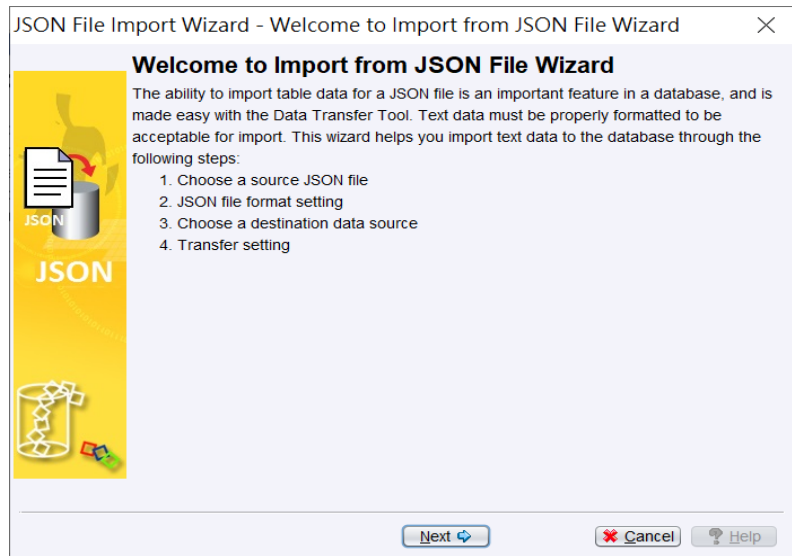 JSON File Import Wizard - Welcome to Import from JSON File Wizard
Welcome to Import from JSON File Wizard
The ability to import table data for a JSON file is an important feature in a database, and is
made easy with the Data Transfer Tool. Text data must be properly formatted to be
acceptable for import. This wizard helps you import text data to the database through the
following steps:
1. Choose a source JSON file
2. JSON file format setting
3. Choose a destination data source
4. Transfer setting
JSON
JSON
Next
Cancel
Help